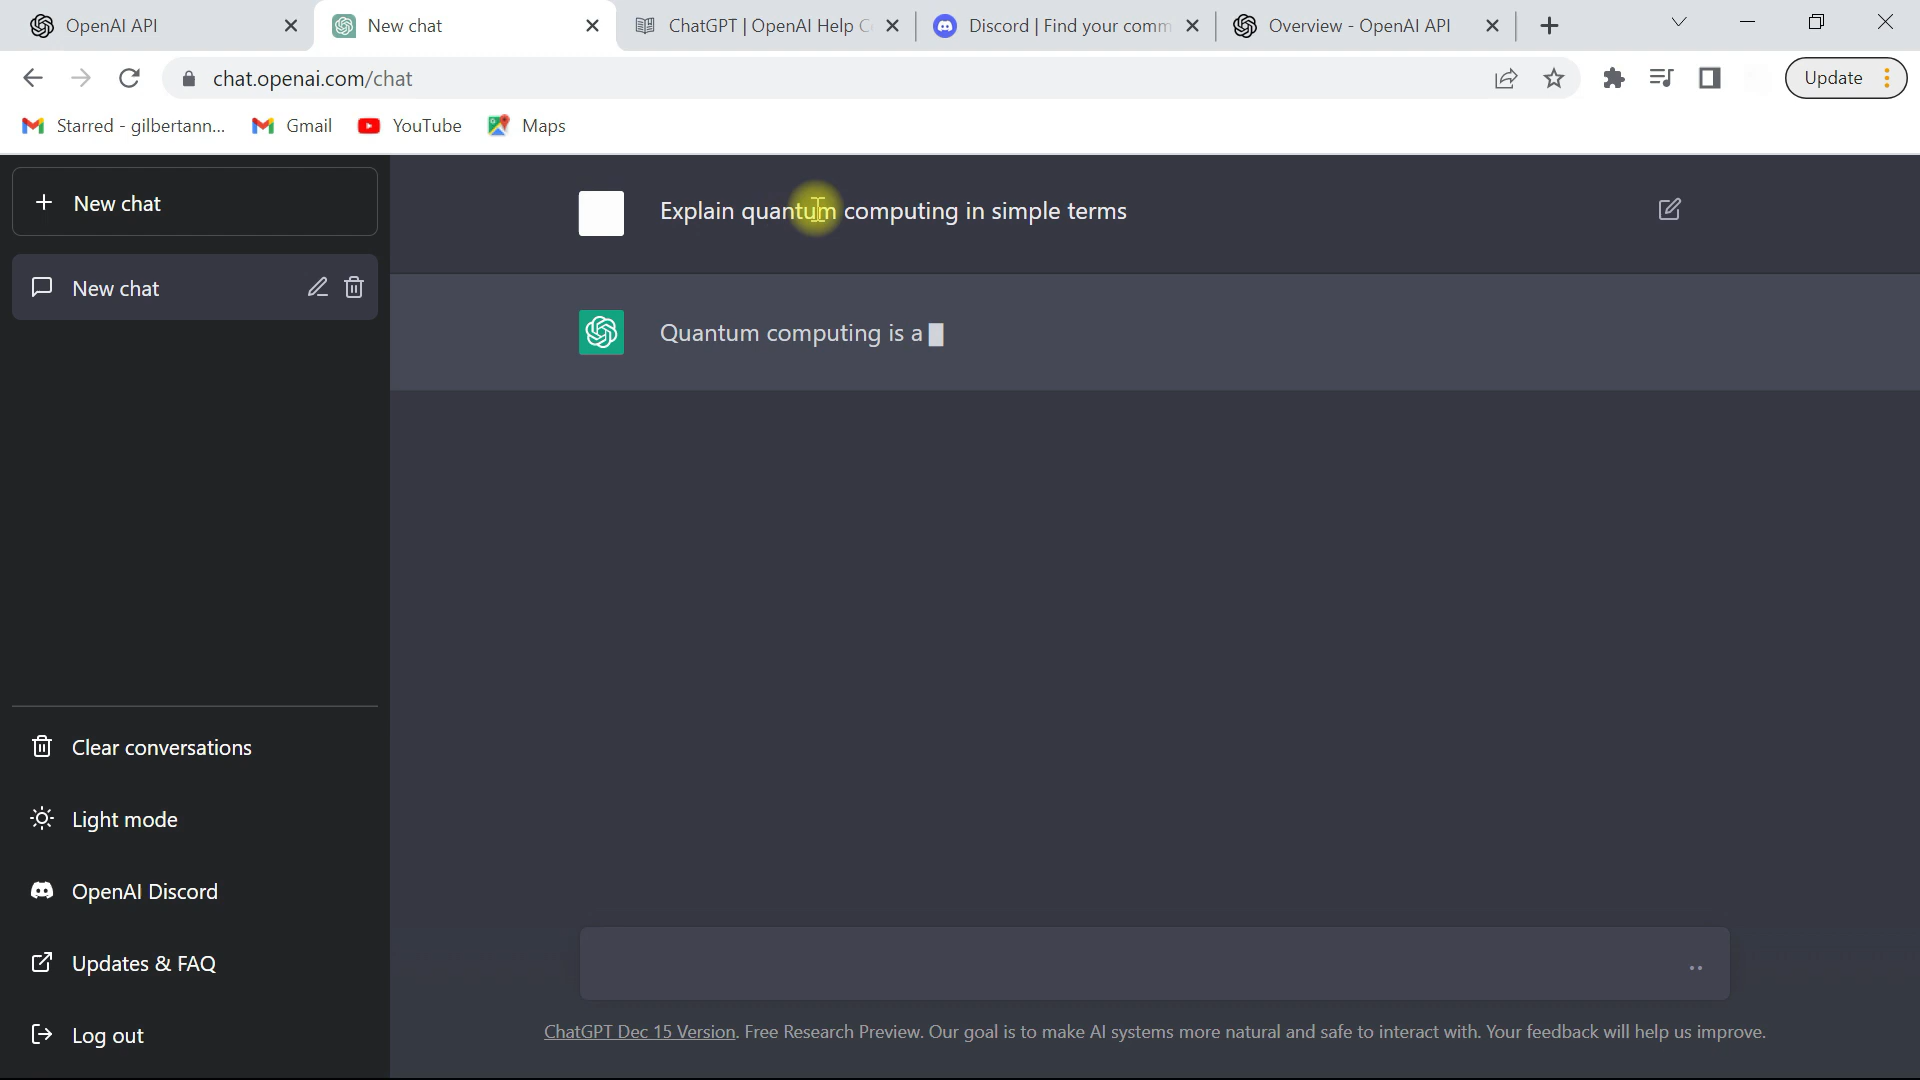 OpenAI API
New chat
ChatGPT | OpenAI Help C
Discord | Find your comm
Overview - OpenAI API
chat.openai.com/chat
Update
Starred - gilbertann...
Gmail
YouTube
Maps
New chat
New chat
Explain quantum computing in simple terms
Quantum computing is a
Clear conversations
Light mode
OpenAI Discord
Updates & FAQ
Log out
ChatGPT Dec 15 Version. Free Research Preview. Our goal is to make AI systems more natural and safe to interact with. Your feedback will help us improve.